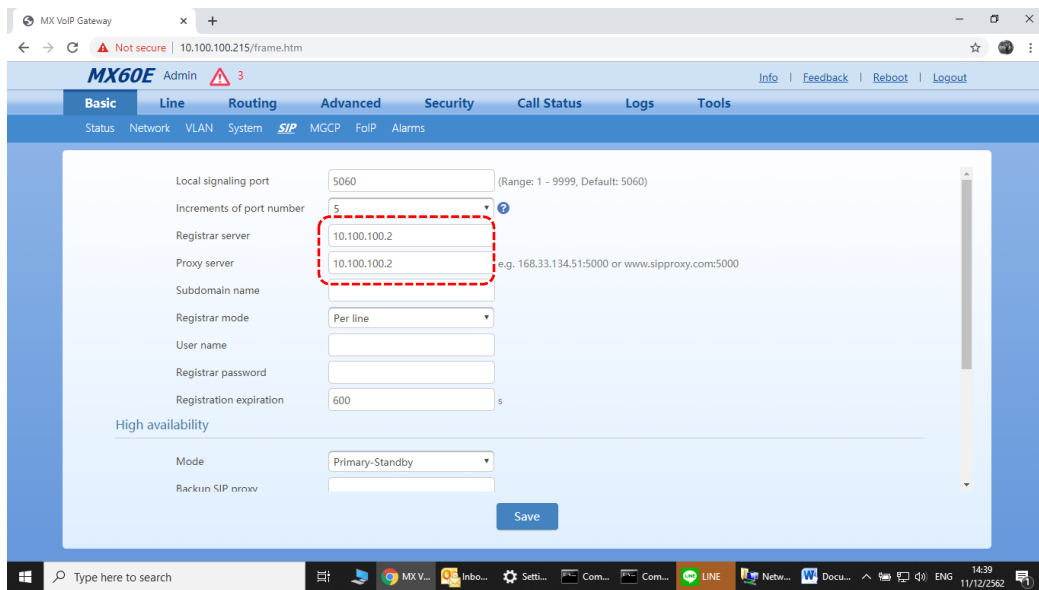 MX VoIP Gateway
Not secure | 10.100.100.215/frame.htm
MX60E Admin 3 Info | Feedback | Reboot | Logout
Basic Line Routing Advanced Security Call Status Logs Tools
Status Network VLAN System SIP MGCP FoIP Alarms
Local signaling port 5060 (Range: 1 - 9999, Default: 5060)
Increments of port number 5
Registrar server 10.100.100.2
Proxy server 10.100.100.2 e.g. 168.33.134.51:5000 or www.sipproxy.com:5000
Subdomain name
Registrar mode Per line
User name
Registrar password
Registration expiration 600 s
High availability
Mode Primary-Standby
Backup SIP proxy
Save
Type here to search MX V... Inbo... Setti... Com... Com... LINE Netw... Docu... ENG 14:39
11/12/2562